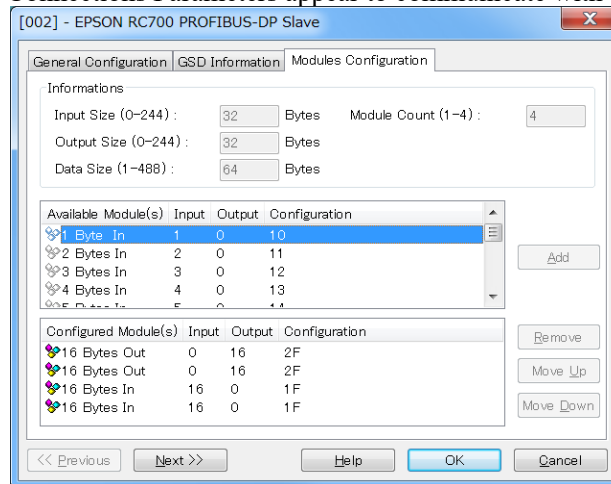 [002] - EPSON RC700 PROFIBUS-DP Slave
General Configuration GSD Information Modules Configuration
Informations
Input Size (0-244) : 32 Bytes Module Count (1-4) : 4
Output Size (0-244) : 32 Bytes
Data Size (1-488) : 64 Bytes
Available Module(s) Input Output Configuration
1 Byte In 1 0 10
2 Bytes In 2 0 11
Add
3 Bytes In 3 0 12
4 Bytes In 4 0 13
Configured Module(s) Input Output Configuration
Remove
16 Bytes Out 0 16 2F
16 Bytes Out 0 16 2F
Move Up
16 Bytes In 16 0 1F
16 Bytes In 16 0 1F
Move Down
<< Previous Next >> Help OK Cancel